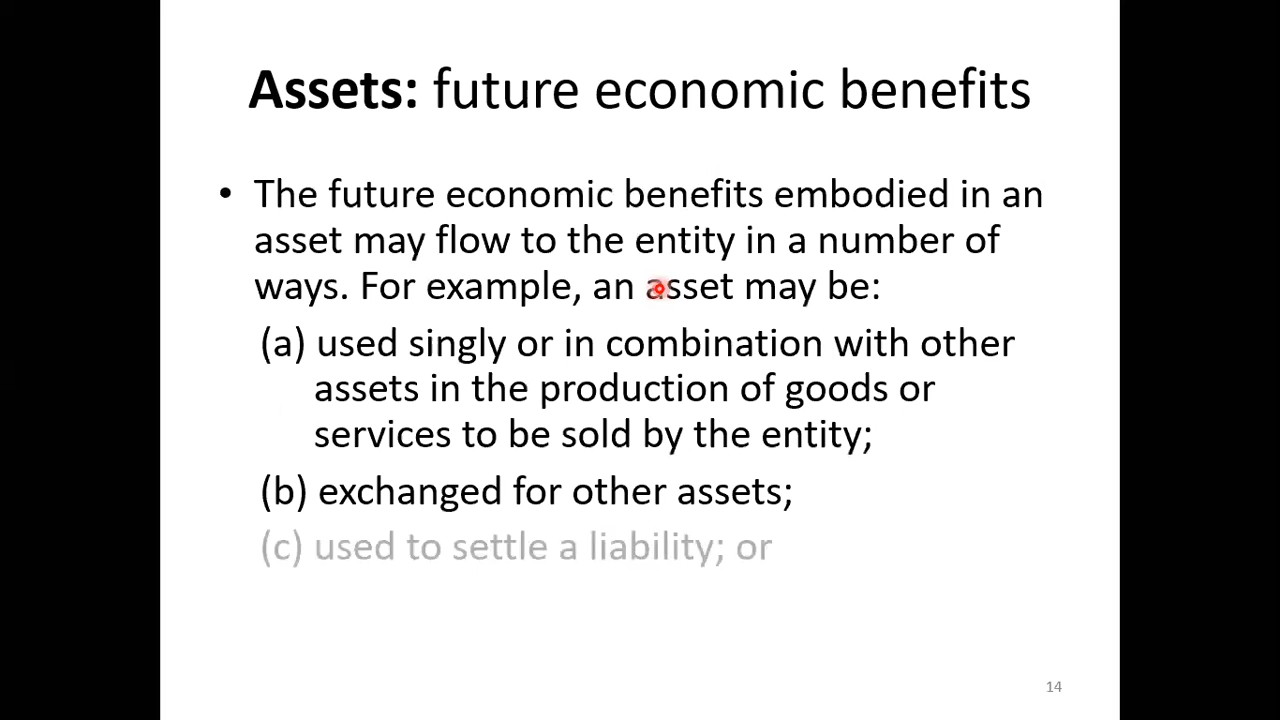 Assets: future economic benefits
• The future economic benefits embodied in an
asset may flow to the entity in a number of
ways. For example, an asset may be:
(a) used singly or in combination with other
assets in the production of goods or
services to be sold by the entity;
(b) exchanged for other assets;
(c) used to settle a liability; or
14